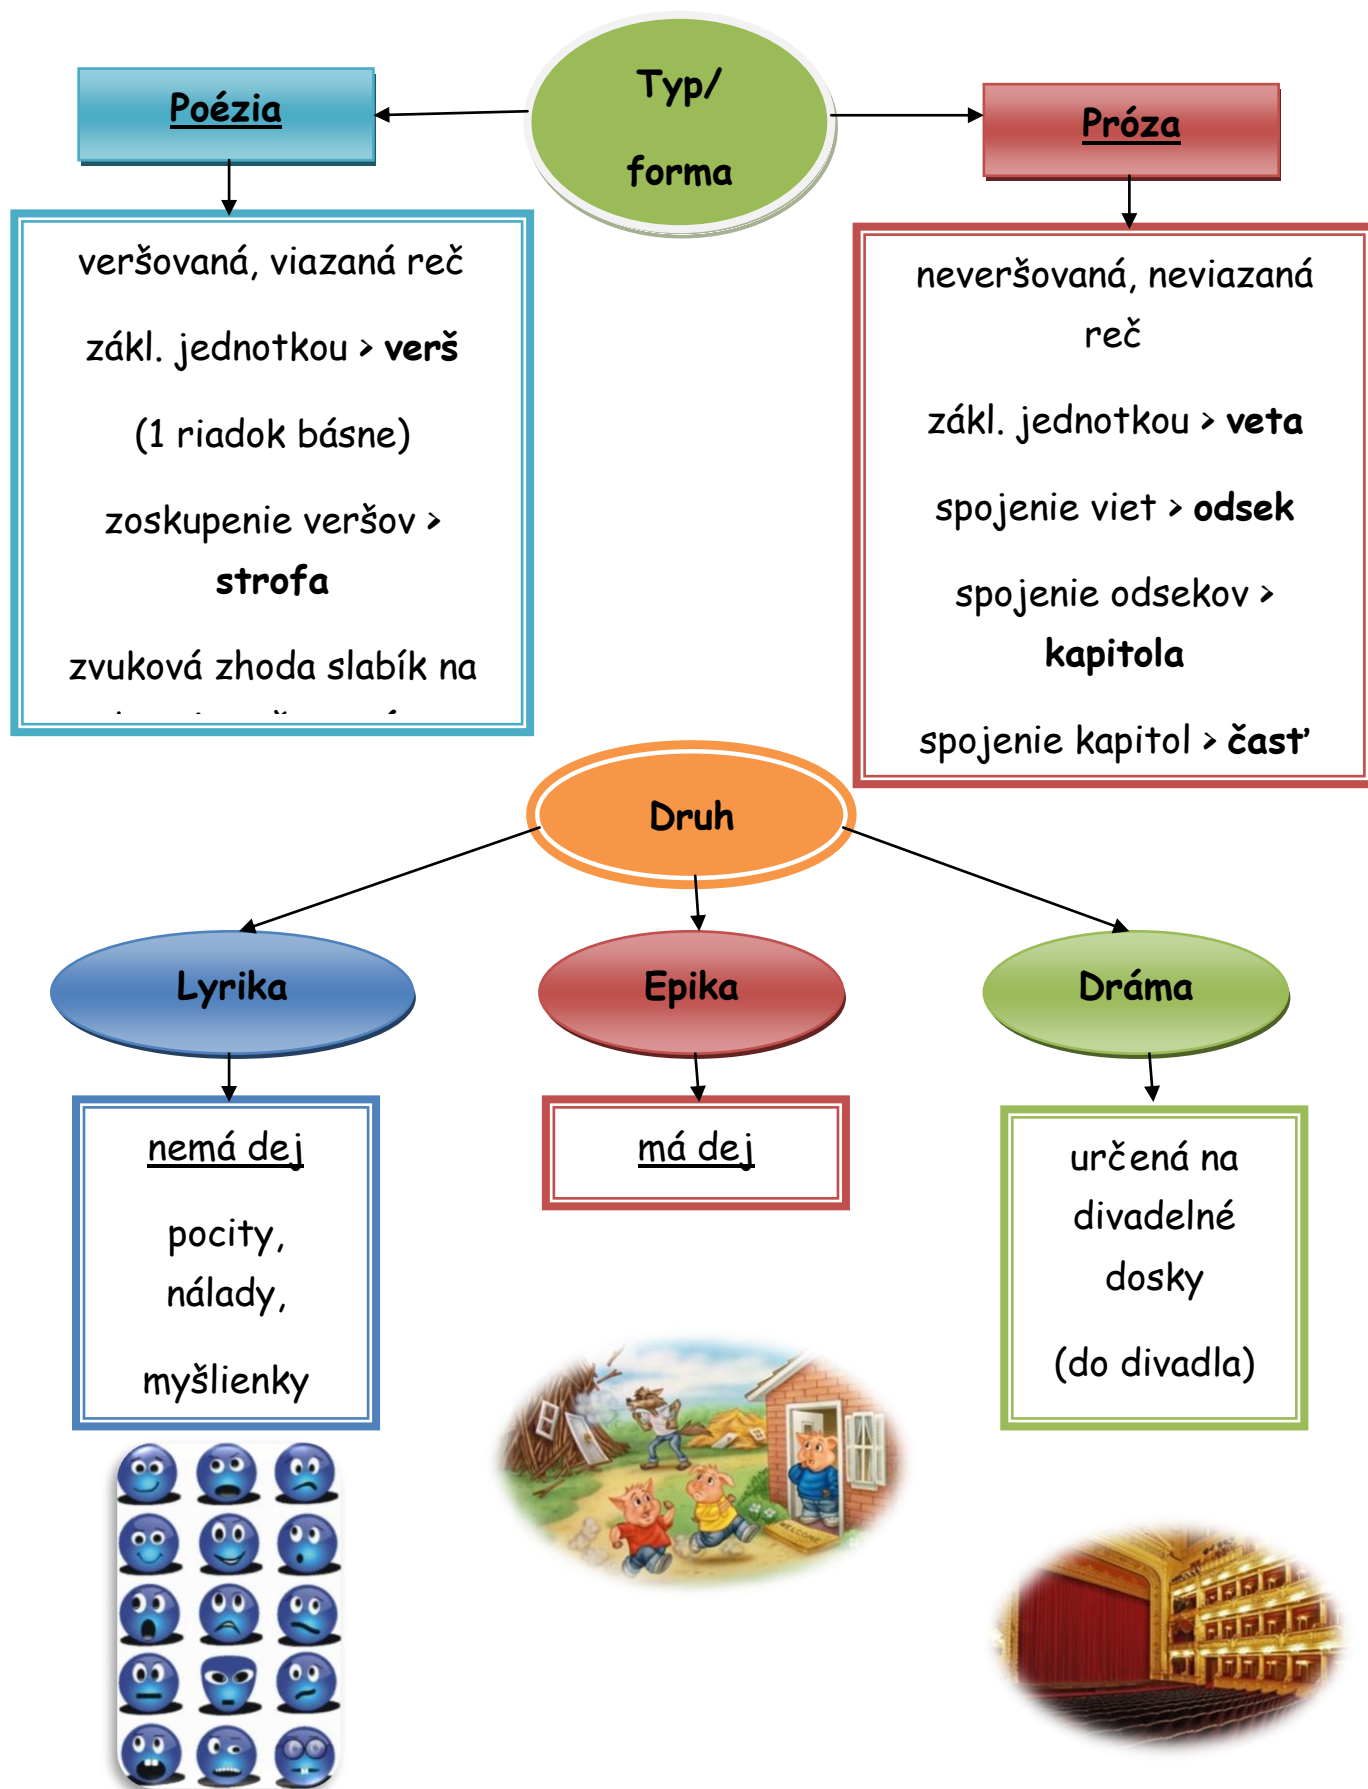 Typ/
forma
Poézia
veršovaná, viazaná reč
zákl. jednotkou > verš
(1 riadok básne)
zoskupenie veršov >
strofa
zvuková zhoda slabík na
Próza
neveršovaná, neviazaná
reč
zákl. jednotkou > veta
spojenie viet > odsek
spojenie odsekov >
kapitola
spojenie kapitol > časť
Druh
Lyrika
nemá dej
pocity,
nálady,
myšlienky
Epika
má dej
WELCOME
Dráma
určená na
divadelné
dosky
(do divadla)